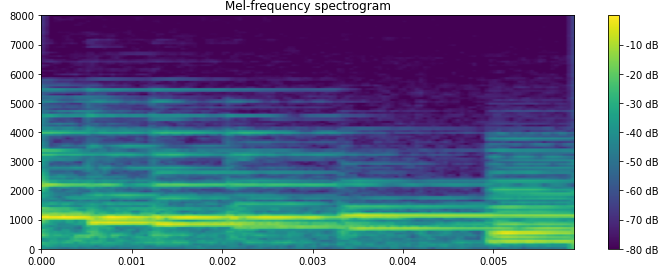 Mel-frequency spectrogram
8000
7000
6000
5000
4000
3000
2000
1000
0
0.000
0.001
0.002
0.003
0.004
0.005
-10 dB
-20 dB
-30 dB
-40 dB
-50 dB
-60 dB
-70 dB
-80 dB